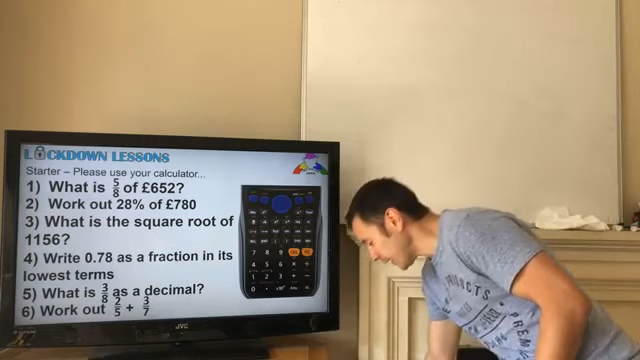 LOCKDOWN LESSONS
Starter – Please use your calculator...
1) What is 5/8 of £652?
2) Work out 28% of £780
3) What is the square root of
1156?
4) Write 0.78 as a fraction in its
lowest terms
5) What is 3/8 as a decimal?
6) Work out 2/5 + 3/7
JVC
PRODUCTS
PREM